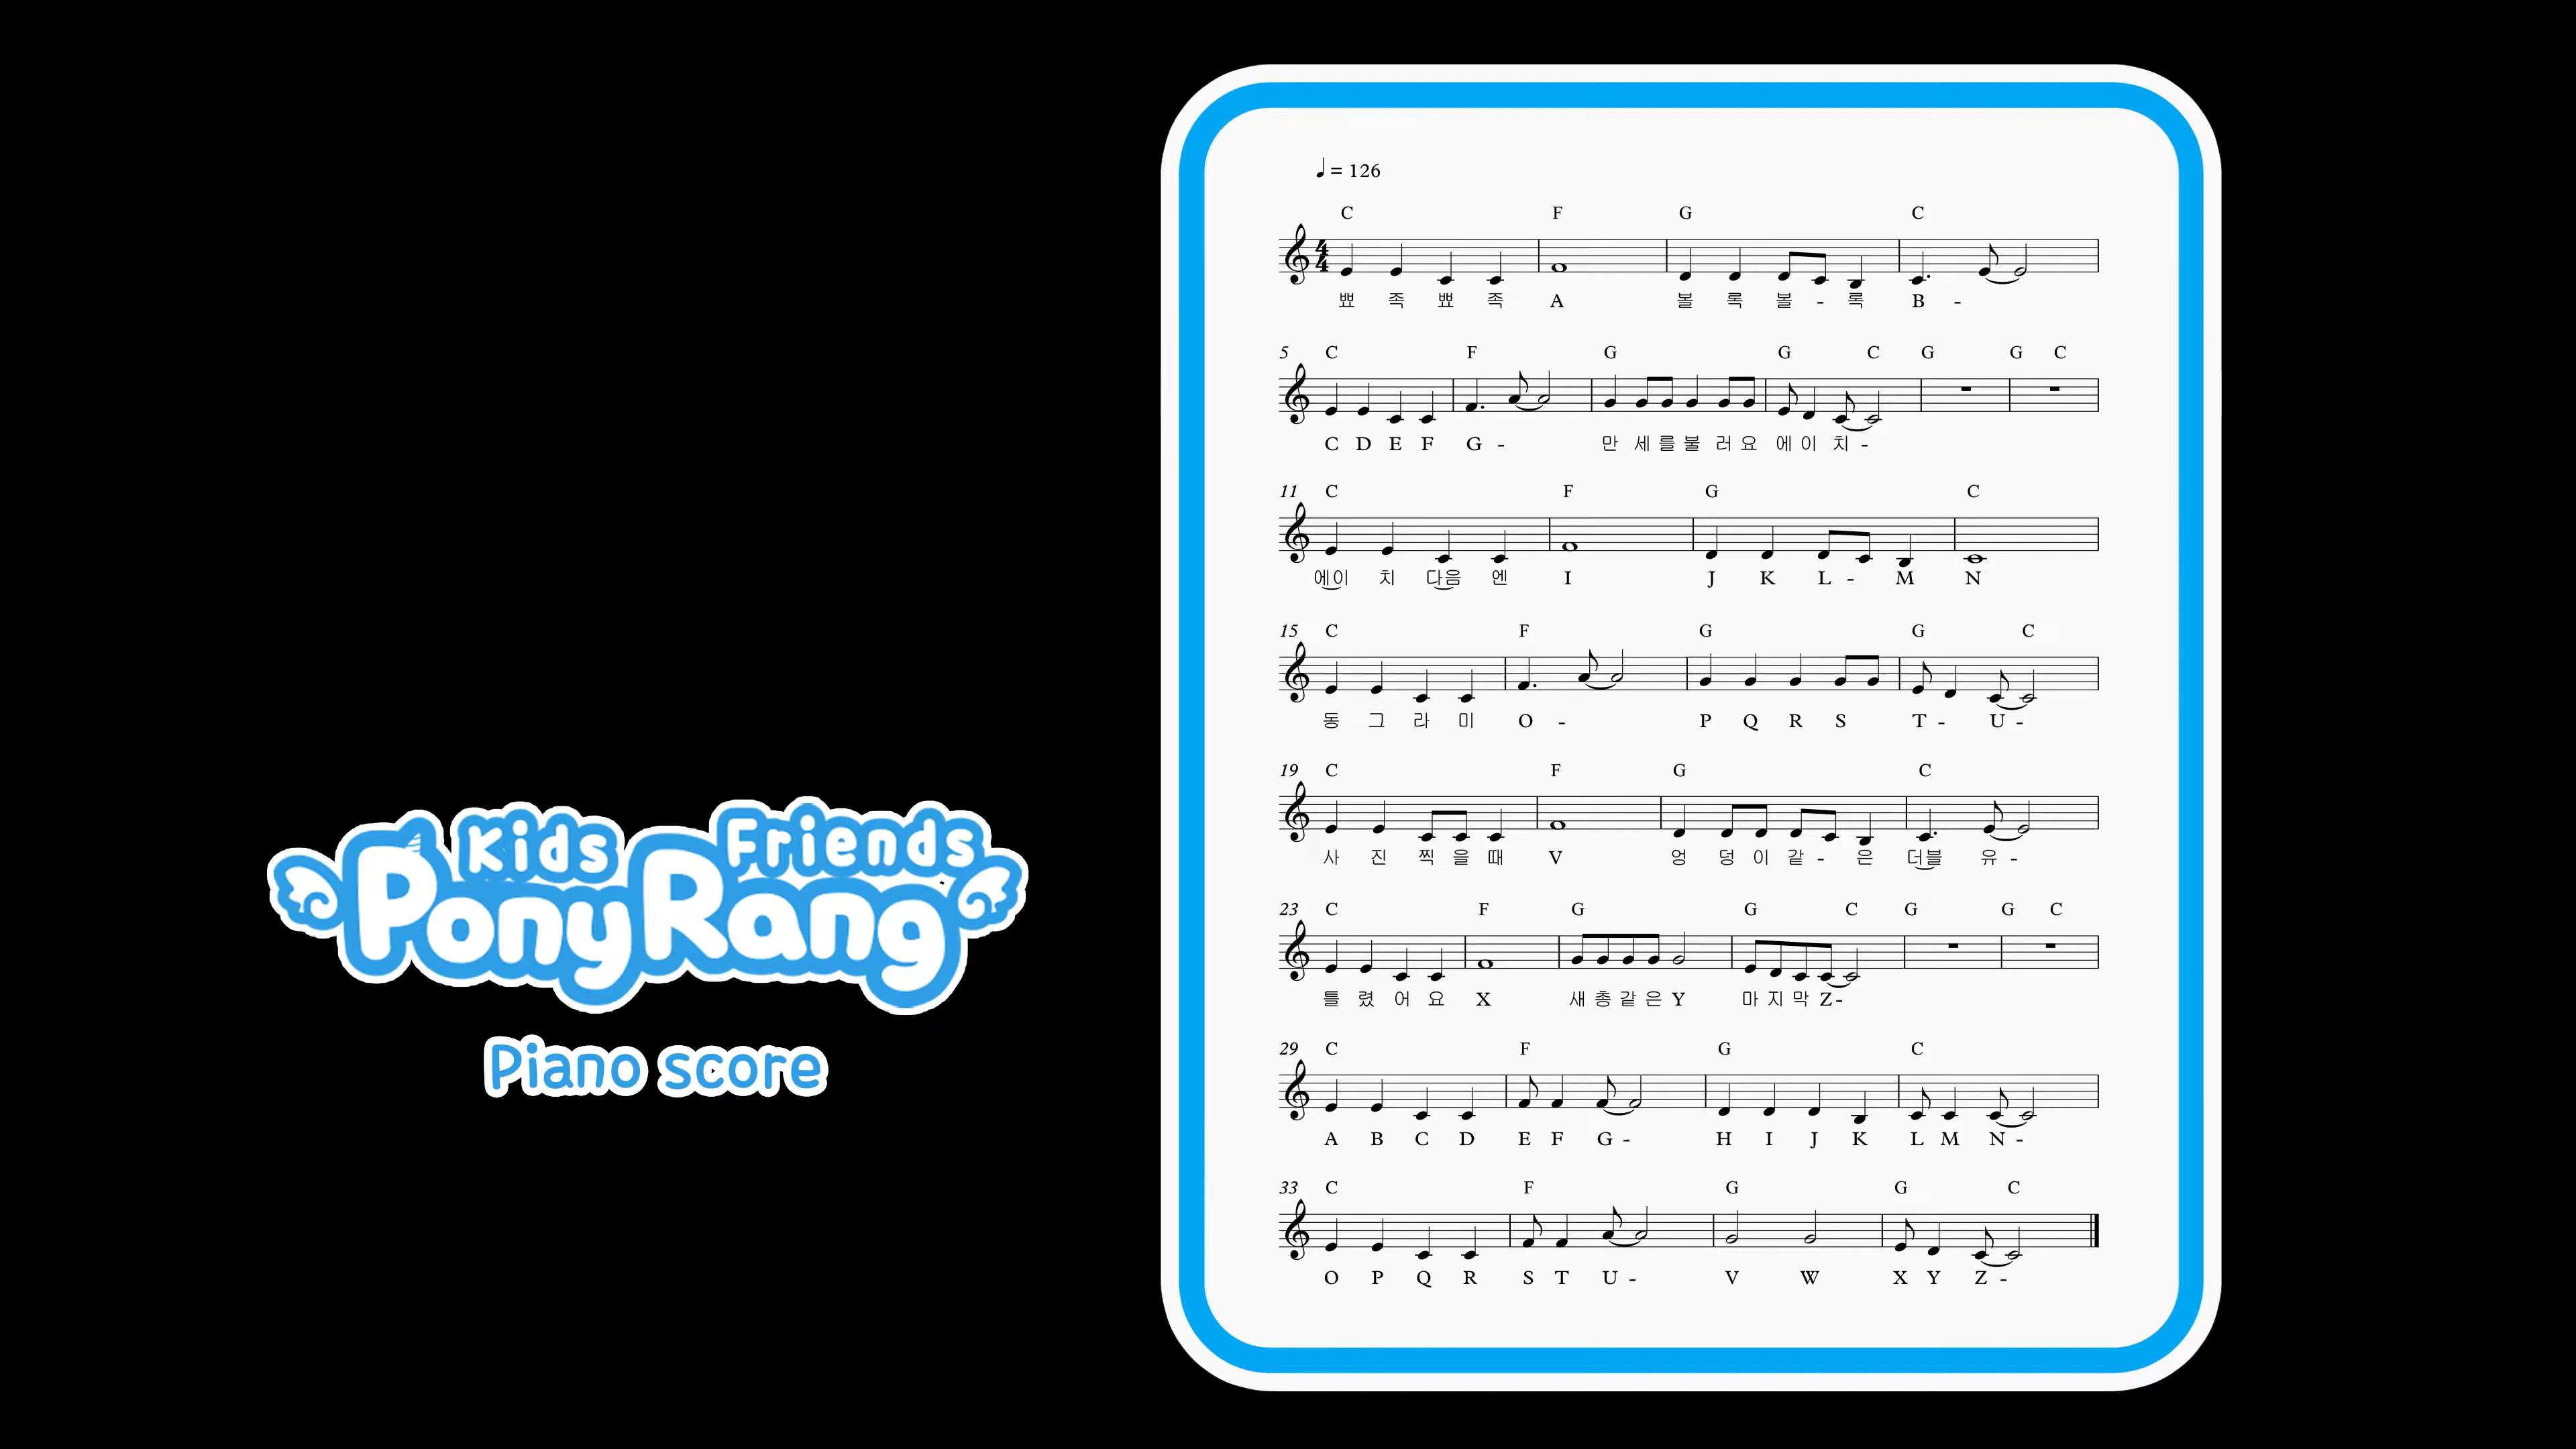 Kids Friends
PonyRang
Piano score
= 126
C F G C
4 4
뾰 족 뾰 족 A 볼 록 볼 - 록 B -
5 C F G G C G G C
C D E F G - 만 세 를 불 러 요 에 이 치 -
11 C F G C
에이 치 다음 엔 I J K L - M N
15 C F G G C
동 그 라 미 O - P Q R S T - U -
19 C F G C
사 진 찍 을 때 V 엉 덩 이 같 - 은 더블 유 -
23 C F G G C G G C
틀 렸 어 요 X 새 총 같 은 Y 마 지 막 Z -
29 C F G C
A B C D E F G - H I J K L M N -
33 C F G G C
O P Q R S T U - V W X Y Z -